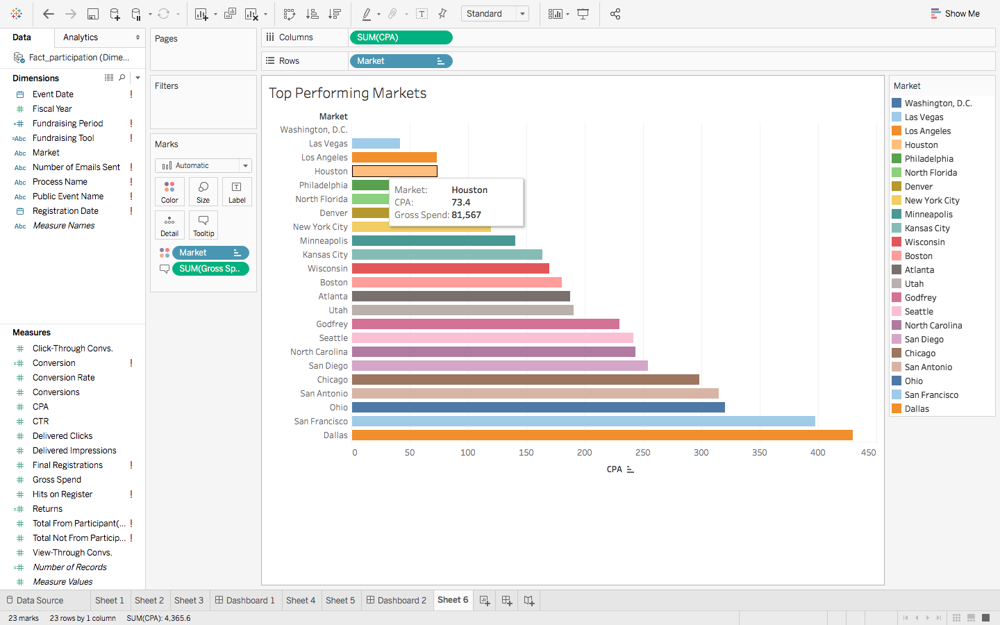 Standard
Show Me
Data
Analytics
Pages
Columns
SUM(CPA)
Fact_participation (Dime...
Rows
Market
Dimensions
Filters
Event Date !
# Fiscal Year
=# Fundraising Period !
=Abc Fundraising Tool !
Abc Market
Abc Number of Emails Sent !
Abc Process Name !
Abc Public Event Name !
Registration Date !
Abc Measure Names
Marks
Automatic
Color
Size
Label
Detail
Tooltip
Market
SUM(Gross Sp..
Measures
# Click-Through Convs.
=# Conversion !
# Conversion Rate
# Conversions
# CPA
# CTR
# Delivered Clicks
# Delivered Impressions
# Final Registrations !
# Gross Spend
# Hits on Register !
=# Returns
# Total From Participant(... !
# Total Not From Particip... !
# View-Through Convs.
=# Number of Records
# Measure Values
Top Performing Markets
Market
Washington, D.C.
Las Vegas
Los Angeles
Houston
Philadelphia
North Florida
Denver
New York City
Minneapolis
Kansas City
Wisconsin
Boston
Atlanta
Utah
Godfrey
Seattle
North Carolina
San Diego
Chicago
San Antonio
Ohio
San Francisco
Dallas
Market: Houston
CPA: 73.4
Gross Spend: 81,567
0 50 100 150 200 250 300 350 400 450
CPA
Market
Washington, D.C.
Las Vegas
Los Angeles
Houston
Philadelphia
North Florida
Denver
New York City
Minneapolis
Kansas City
Wisconsin
Boston
Atlanta
Utah
Godfrey
Seattle
North Carolina
San Diego
Chicago
San Antonio
Ohio
San Francisco
Dallas
Data Source
Sheet 1
Sheet 2
Sheet 3
Dashboard 1
Sheet 4
Sheet 5
Dashboard 2
Sheet 6
23 marks
23 rows by 1 column
SUM(CPA): 4,365.6